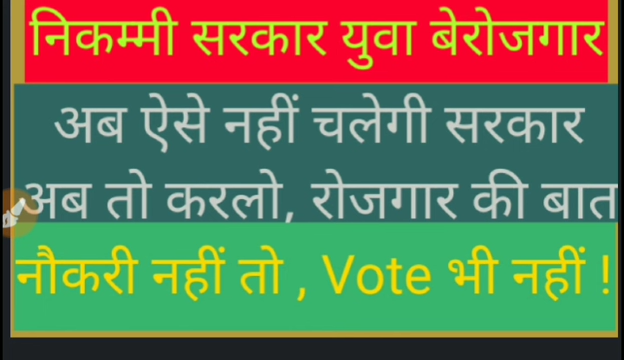 निकम्मी सरकार युवा बेरोजगार
अब ऐसे नहीं चलेगी सरकार
अब तो करलो, रोजगार की बात
नौकरी नहीं तो , Vote भी नहीं !